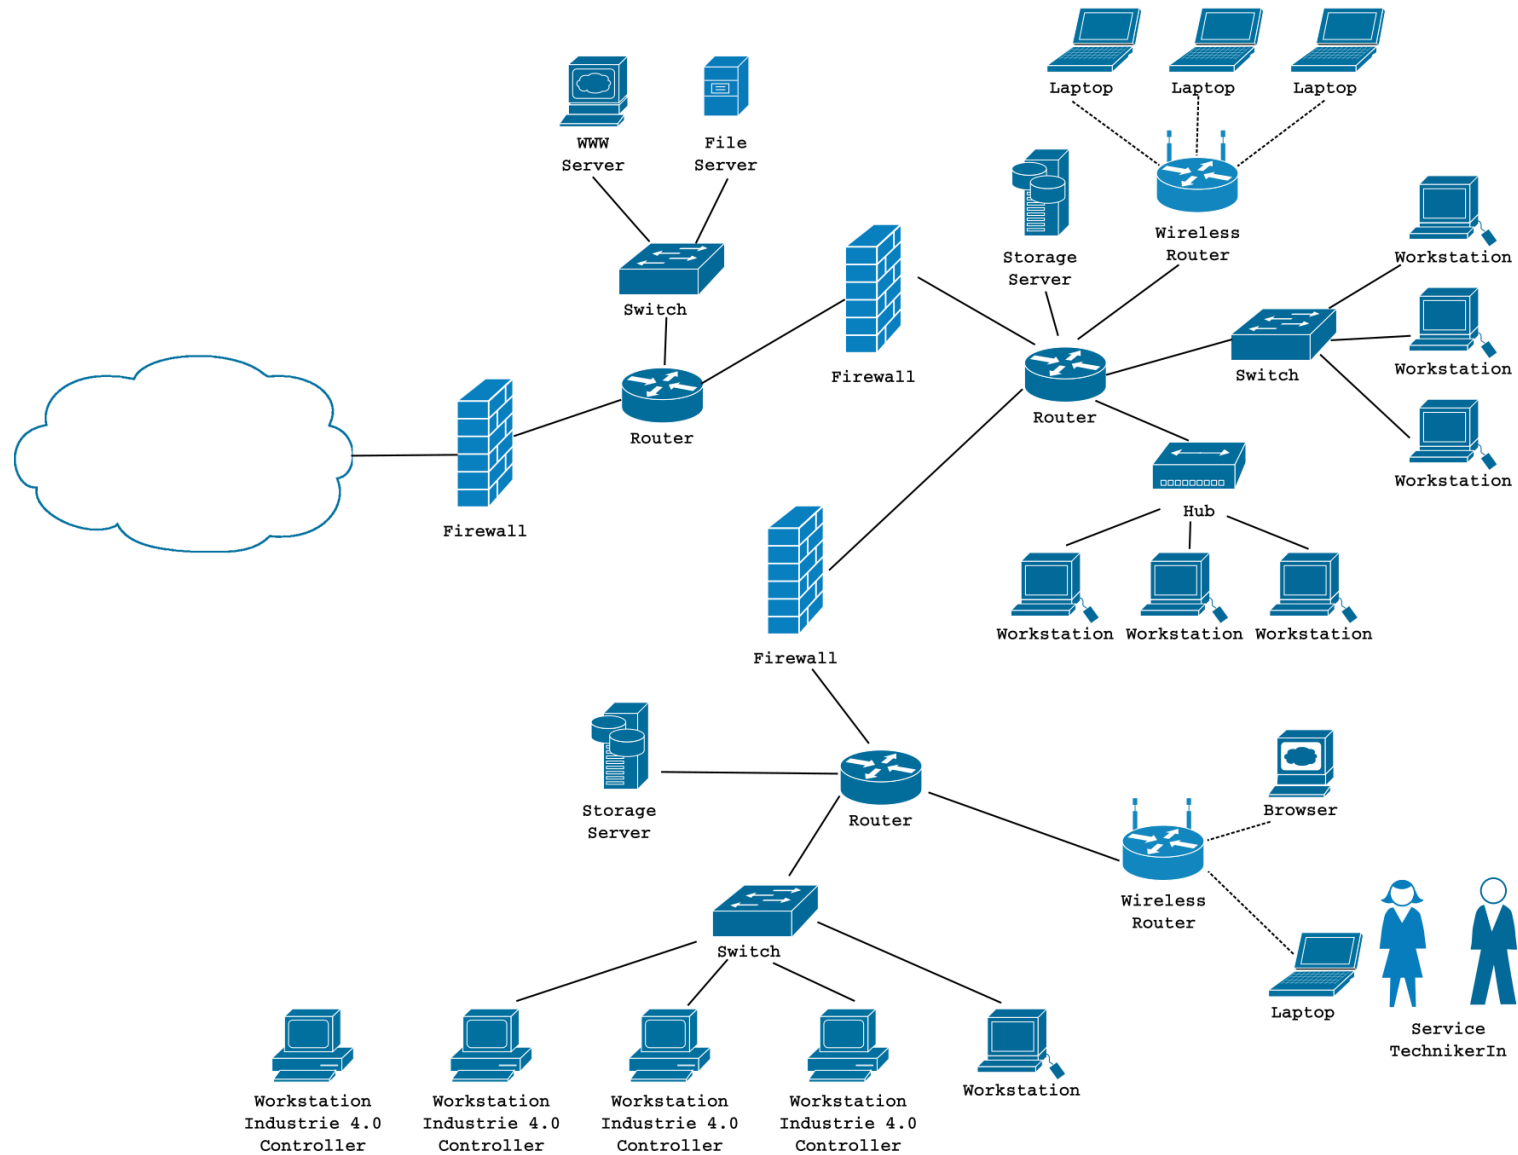 Laptop
Laptop
Laptop
WWW
Server
File
Server
Wireless
Router
Storage
Server
Workstation
Switch
Firewall
Switch
Workstation
Router
Router
Workstation
Firewall
Hub
Workstation
Workstation
Workstation
Firewall
Storage
Server
Router
Browser
Wireless
Router
Switch
Laptop
Service
TechnikerIn
Workstation
Workstation
Industrie 4.0
Controller
Workstation
Industrie 4.0
Controller
Workstation
Industrie 4.0
Controller
Workstation
Industrie 4.0
Controller